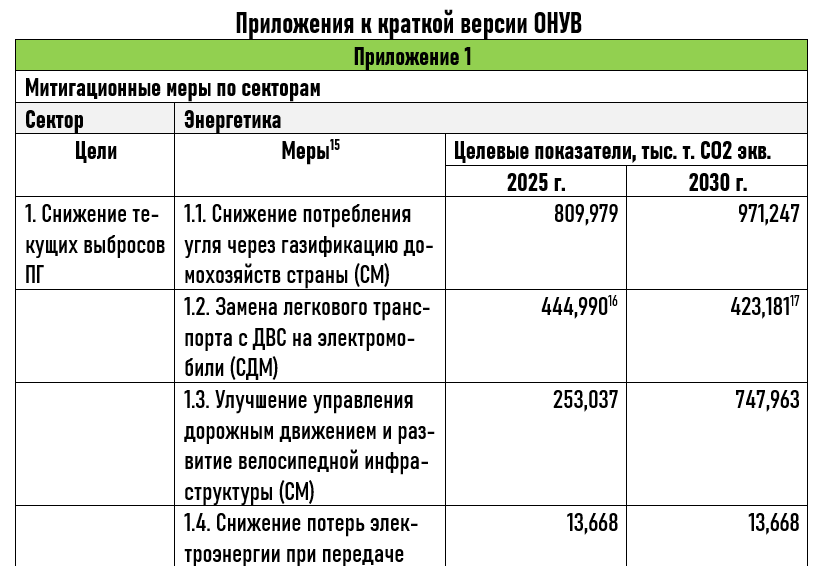 Приложения к краткой версии ОНУВ
Приложение 1
Митигационные меры по секторам
Сектор Энергетика
Цели Меры15 Целевые показатели, тыс. т. СО2 экв.
2025 г. 2030 г.
1. Снижение те- 1.1. Снижение потребления 809,979 971,247
кущих выбросов угля через газификацию до-
ПГ мохозяйств страны (СМ)
1.2. Замена легкового транс- 444,99016 423,18117
порта с ДВС на электромо-
били (СДМ)
1.3. Улучшение управления 253,037 747,963
дорожным движением и раз-
витие велосипедной инфра-
структуры (СМ)
1.4. Снижение потерь элек- 13,668 13,668
троэнергии при передаче